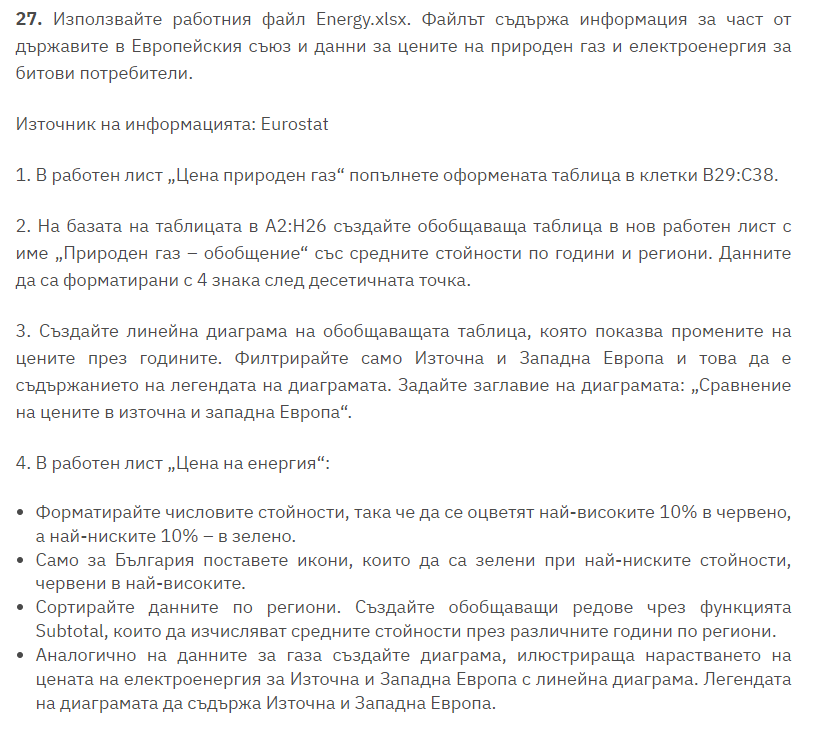 27. Използвайте работния файл Energy.xlsx. Файлът съдържа информация за част от
държавите в Европейския съюз и данни за цените на природен газ и електроенергия за
битови потребители.
Източник на информацията: Eurostat
1. В работен лист „Цена природен газ“ попълнете оформената таблица в клетки B29:C38.
2. На базата на таблицата в A2:H26 създайте обобщаваща таблица в нов работен лист с
име „Природен газ – обобщение“ със средните стойности по години и региони. Данните
да са форматирани с 4 знака след десетичната точка.
3. Създайте линейна диаграма на обобщаващата таблица, която показва промените на
цените през годините. Филтрирайте само Източна и Западна Европа и това да е
съдържанието на легендата на диаграмата. Задайте заглавие на диаграмата: „Сравнение
на цените в източна и западна Европа“.
4. В работен лист „Цена на енергия“:
• Форматирайте числовите стойности, така че да се оцветят най-високите 10% в червено,
а най-ниските 10% – в зелено.
• Само за България поставете икони, които да са зелени при най-ниските стойности,
червени в най-високите.
• Сортирайте данните по региони. Създайте обобщаващи редове чрез функцията
Subtotal, които да изчисляват средните стойности през различните години по региони.
• Аналогично на данните за газа създайте диаграма, илюстрираща нарастването на
цената на електроенергия за Източна и Западна Европа с линейна диаграма. Легендата
на диаграмата да съдържа Източна и Западна Европа.